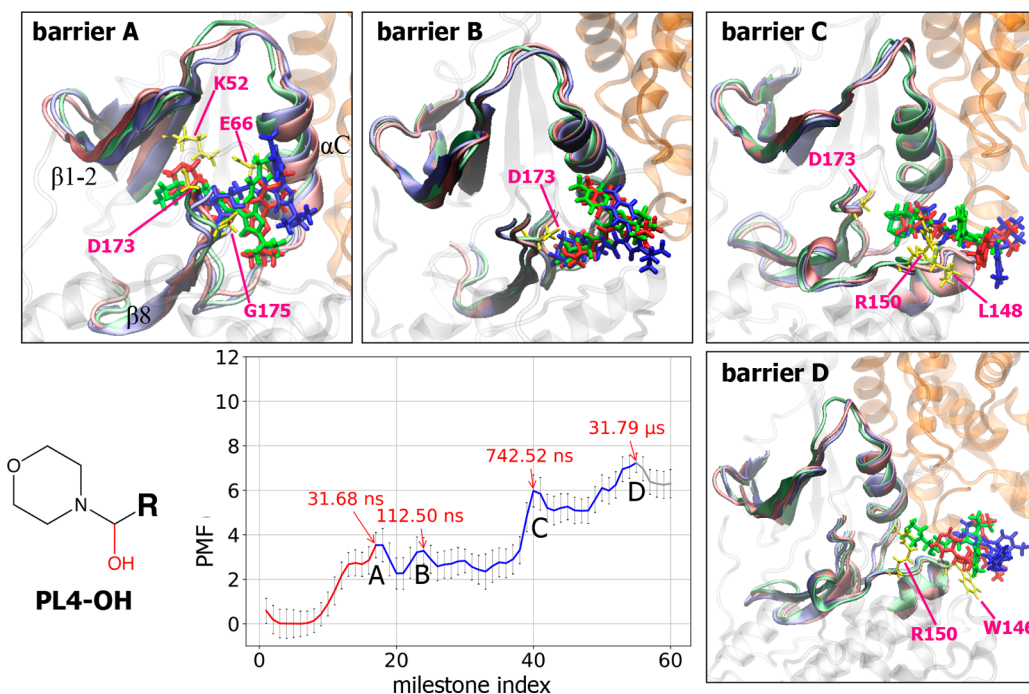 barrier A
K52
E66
αC
β1-2
D173
G175
β8
barrier B
D173
barrier C
D173
R150
L148
O
N
R
OH
PL4-OH
12
10
8
6
4
2
0
PMF
31.68 ns
112.50 ns
742.52 ns
31.79 µs
A
B
C
D
0
20
40
60
milestone index
barrier D
R150
W146